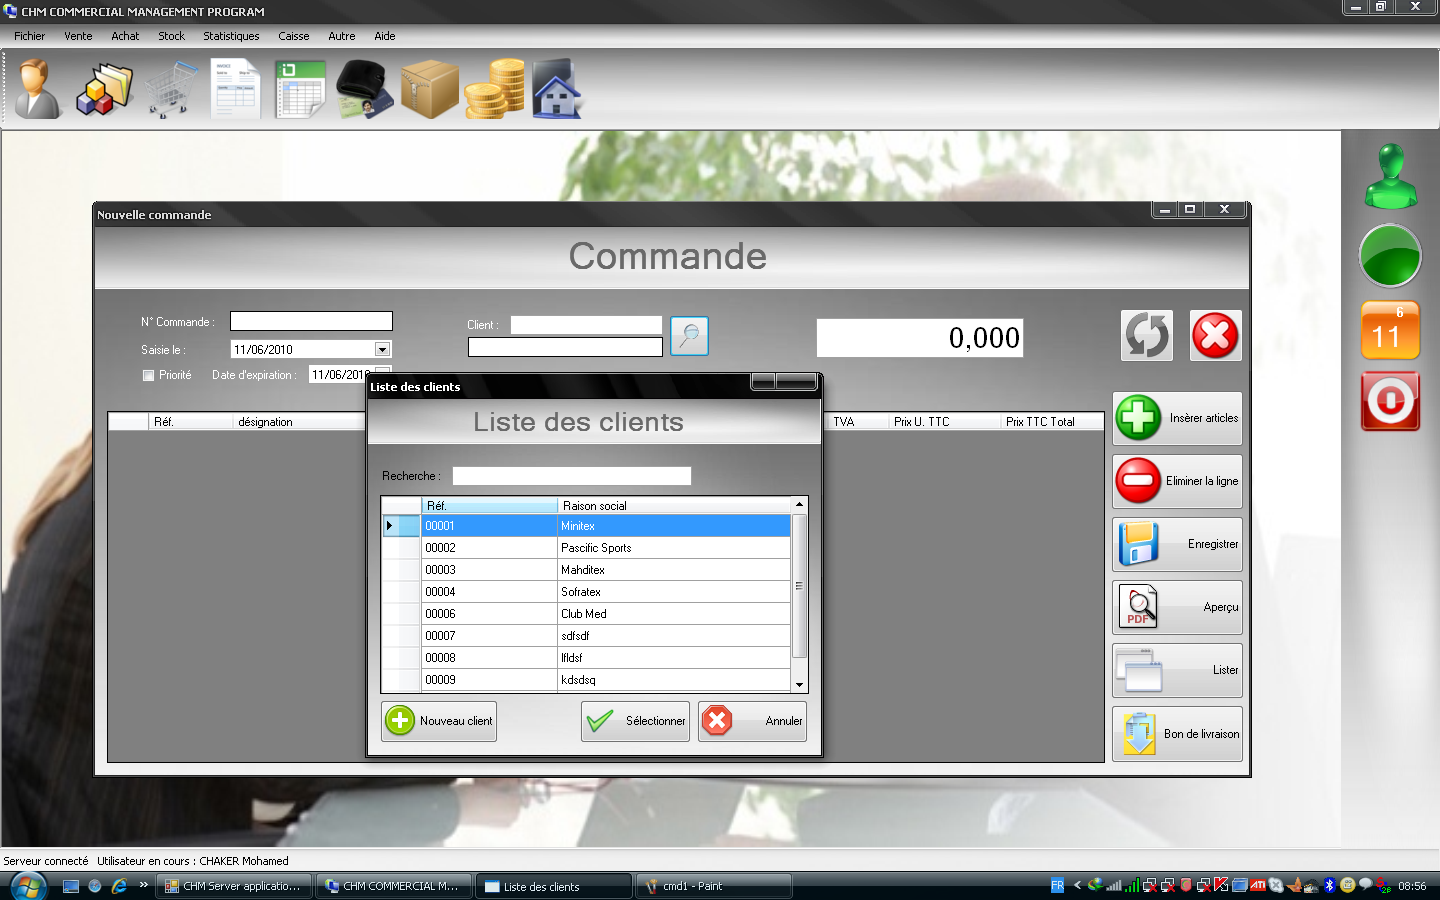 CHM COMMERCIAL MANAGEMENT PROGRAM
Fichier Vente Achat Stock Statistiques Caisse Autre Aide
Nouvelle commande
Commande
N° Commande :
Client :
0,000
Saisie le : 11/06/2010
Priorité Date d'expiration : 11/06/2010
6
11
Liste des clients
Liste des clients
Réf. désignation TVA Prix U. TTC Prix TTC Total
Insèrer articles
Eliminer la ligne
Enregistrer
PDF Aperçu
Lister
Bon de livraison
Recherche :
Réf. Raison social
00001 Minitex
00002 Pascific Sports
00003 Mahditex
00004 Sofratex
00006 Club Med
00007 sdfsdf
00008 lfldsf
00009 kdsdsq
Nouveau client Sélectionner Annuler
Serveur connecté Utilisateur en cours : CHAKER Mohamed
CHM Server applicatio... CHM COMMERCIAL M... Liste des clients cmd1 - Paint FR ATI 08:56